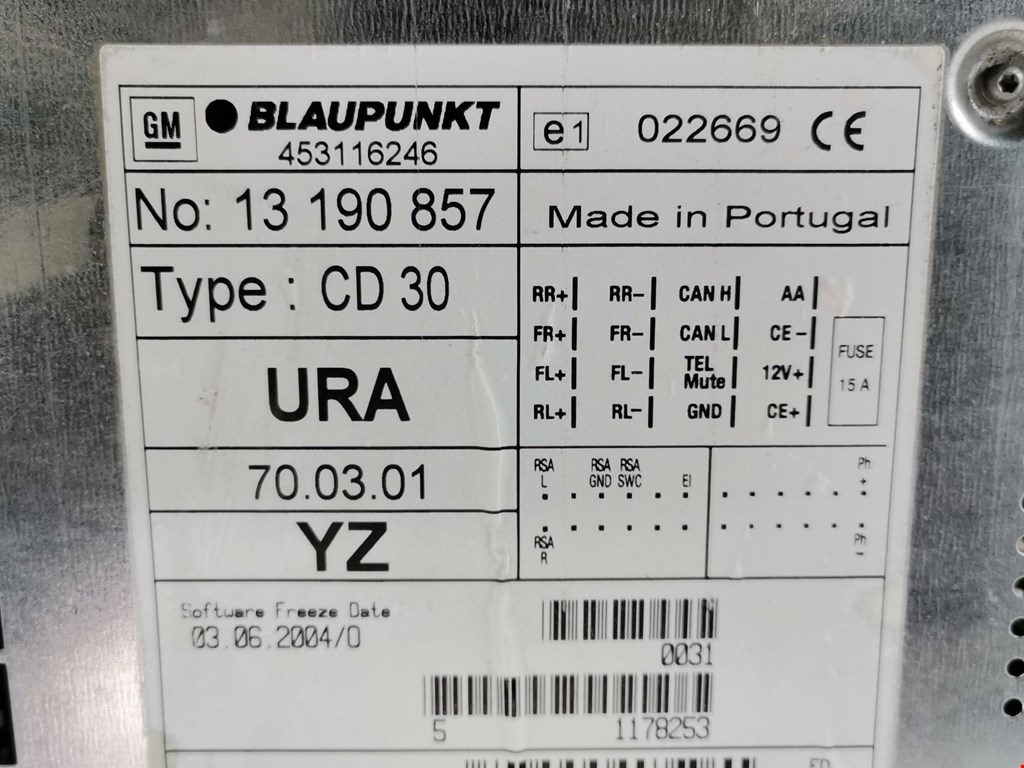 GM BLAUPUNKT
453116246
e1 022669 CE
No: 13 190 857
Made in Portugal
Type : CD 30
RR+ RR- CAN H AA
FR+ FR- CAN L CE-
FL+ FL- TEL Mute 12V+
RL+ RL- GND CE+
FUSE
15 A
URA
70.03.01
YZ
RSA L RSA GND RSA SWC EI Ph +
RSA R Ph -
Software Freeze Date
03.06.2004/0
0031
5 1178253